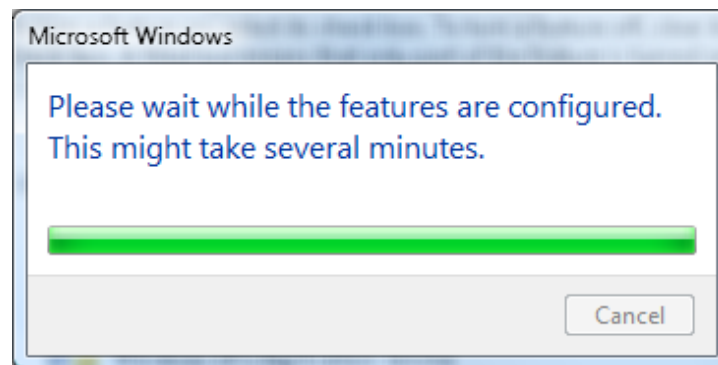 Microsoft Windows
Please wait while the features are configured.
This might take several minutes.
Cancel